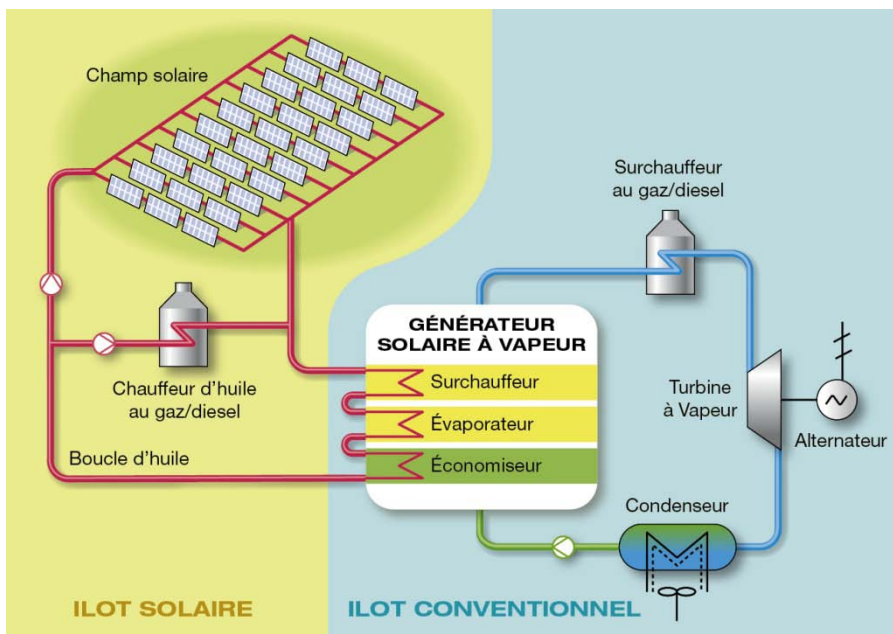 Champ solaire
Surchauffeur
au gaz/diesel
GÉNÉRATEUR
SOLAIRE À VAPEUR
Surchauffeur
Évaporateur
Économiseur
Chauffeur d'huile
au gaz/diesel
Boucle d'huile
Turbine
à Vapeur
Alternateur
Condenseur
ILOT SOLAIRE
ILOT CONVENTIONNEL